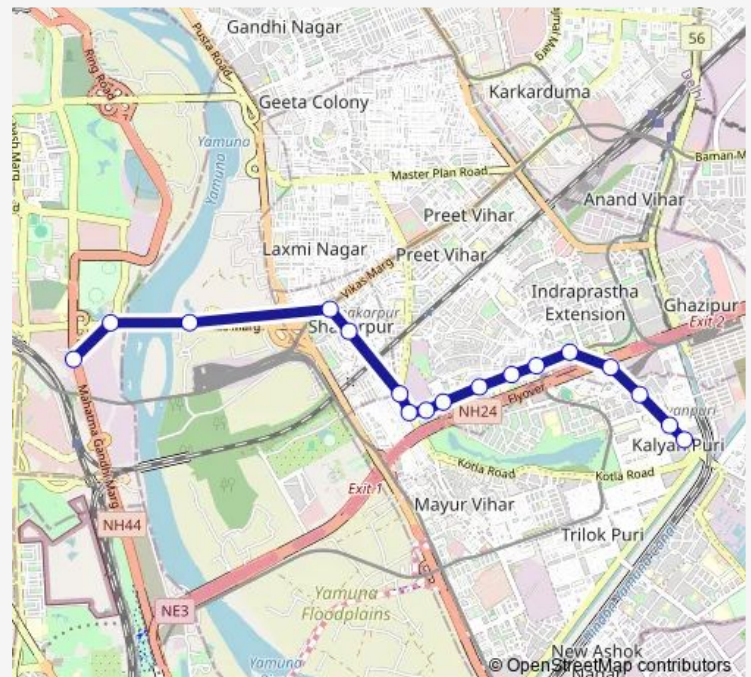 Gandhi Nagar
Pusta Road
56
Ring Road
Karkarduma
Geeta Colony
Delhi
Yamuna
Yamuna
Master Plan Road
Anand Vihar
Preet Vihar
Laxmi Nagar
Preet Vihar
Vikas Marg
Indraprastha
Extension
Ghazipur
Exit 2
Flyover
NH24
Mahatma Gandhi Marg
Kalyan Puri
Kotla Road
Kotla Road
Exit 1
Mayur Vihar
NH44
Trilok Puri
Yamuna
Floodplains
NE3
Yamuna
New Ashok
Nagar
© OpenStreetMap contributors